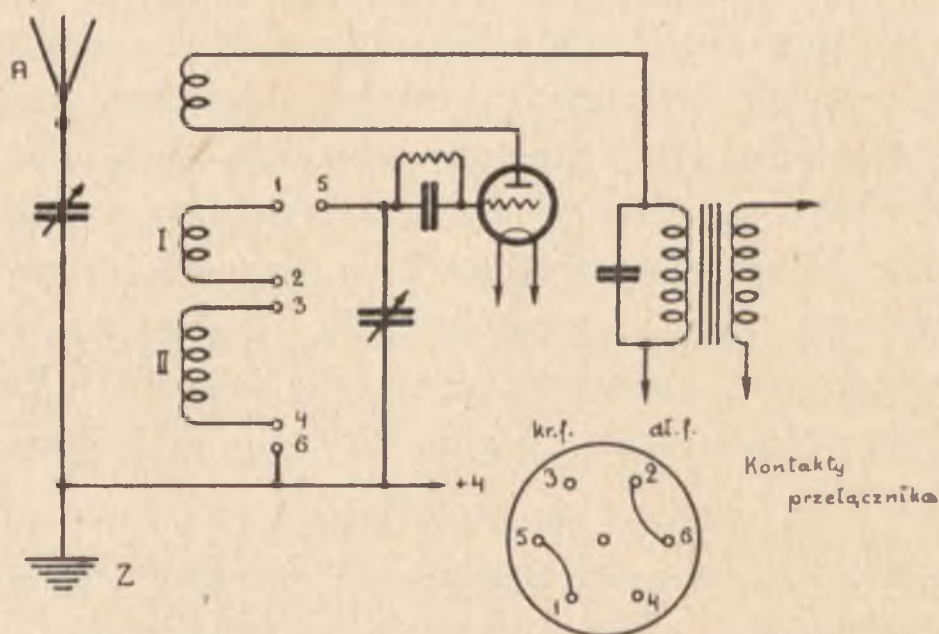 A
1 5
I
2
3
II
4
6
+4
Z
kr.f. dł.f.
3 2
5 6
1 4
Kontakty
przełącznika